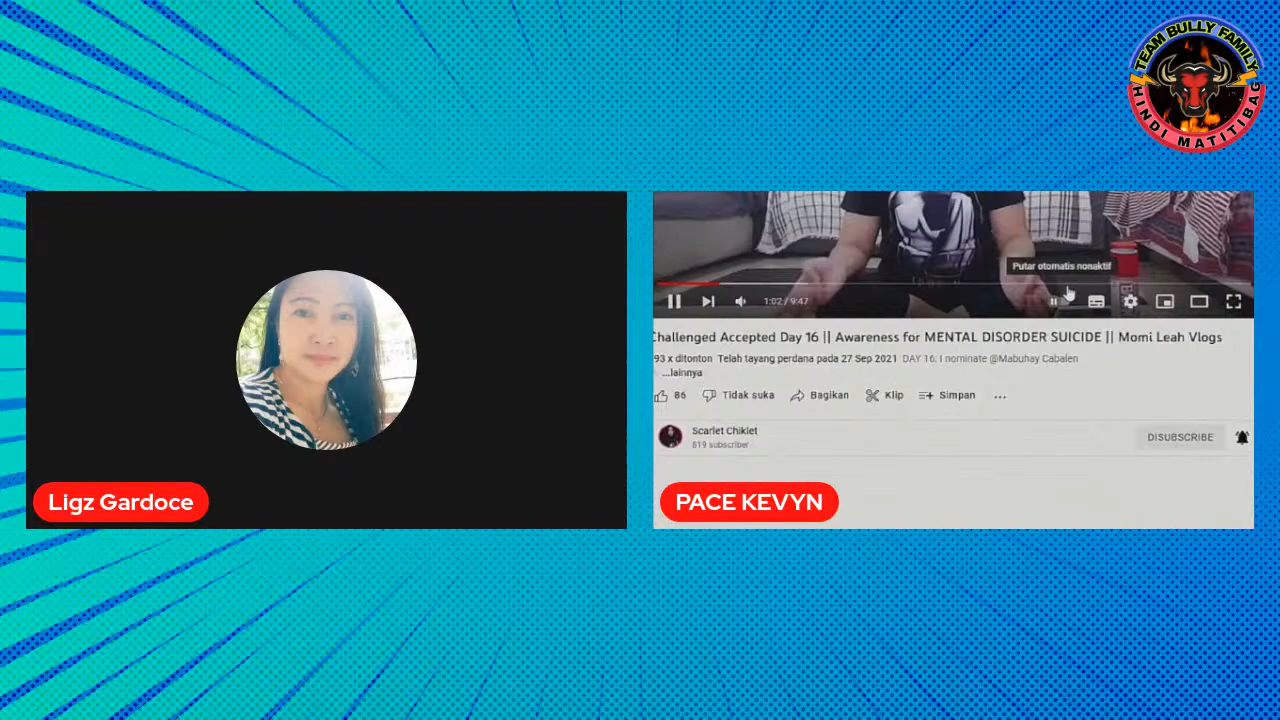 TEAM BULLY FAMILY
HINDI MATITIBAG
Putar otomatis nonaktif
1:02 / 9:47
Challenged Accepted Day 16 || Awareness for MENTAL DISORDER SUICIDE || Momi Leah Vlogs
93 x ditonton Telah tayang perdana pada 27 Sep 2021 DAY 16: I nominate @Mabuhay Cabalen
...lainnya
86 Tidak suka Bagikan Klip Simpan ...
Scarlet Chiklet DISUBSCRIBE
519 subscriber
Ligz Gardoce PACE KEVYN